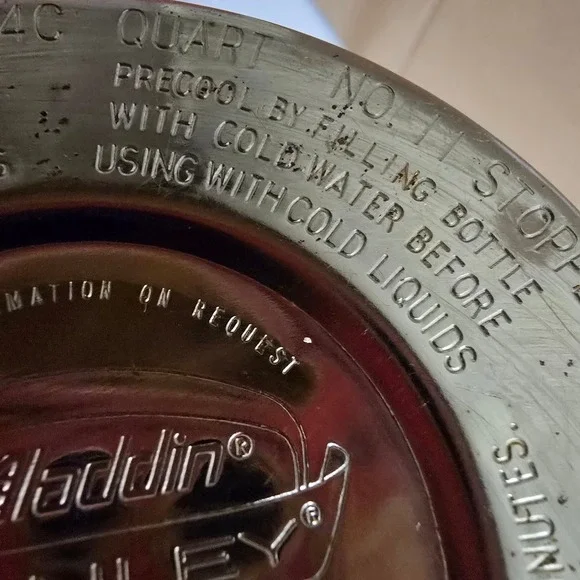 4C QUART NO. 11 STOPP
PRECOOL BY FILLING BOTTLE
WITH COLD WATER BEFORE
USING WITH COLD LIQUIDS
NUTES.
MATION ON REQUEST
Aladdin®
LEY®